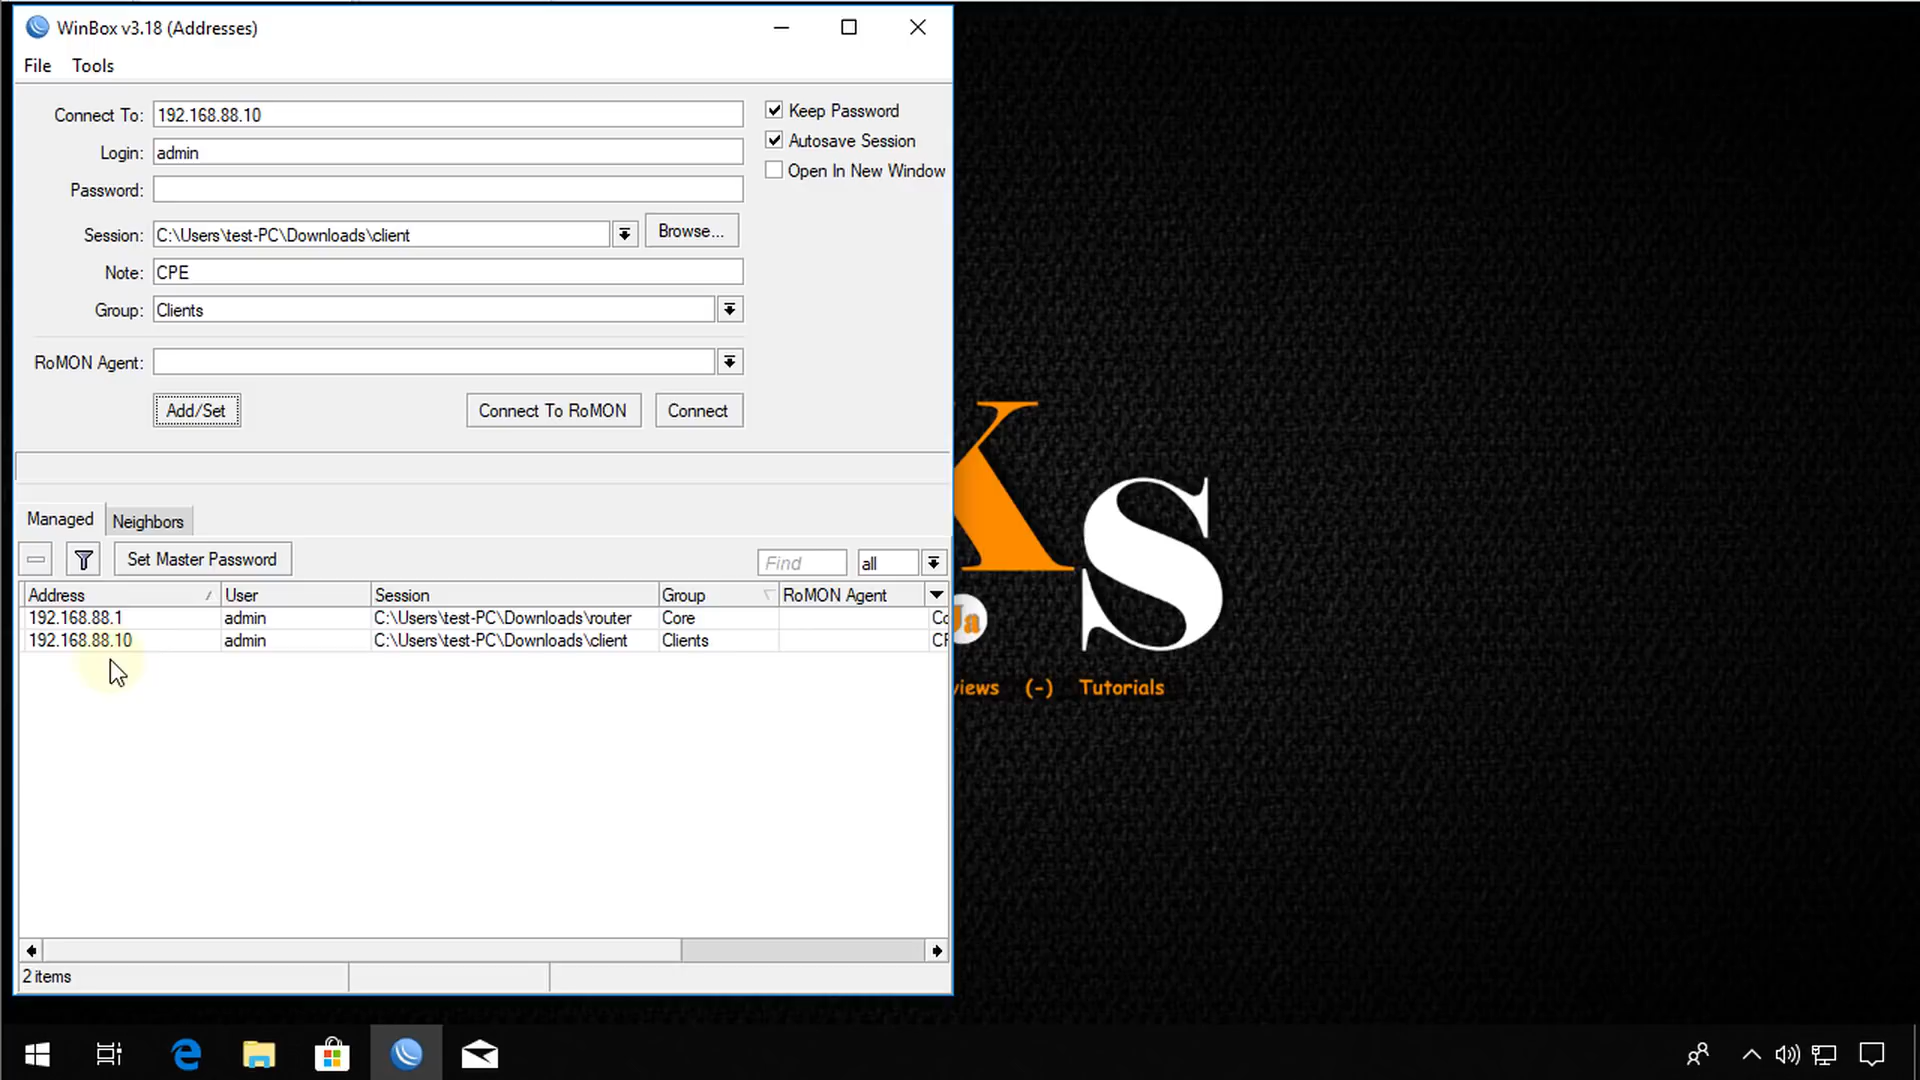 WinBox v3.18 (Addresses)
File Tools
Connect To: 192.168.88.10
Keep Password
Login: admin
Autosave Session
Open In New Window
Password:
Session: C:\Users\test-PC\Downloads\client Browse...
Note: CPE
Group: Clients
RoMON Agent:
Add/Set Connect To RoMON Connect
Managed Neighbors
Set Master Password Find all
Address User Session Group RoMON Agent
192.168.88.1 admin C:\Users\test-PC\Downloads\router Core
192.168.88.10 admin C:\Users\test-PC\Downloads\client Clients
2 items
S
Tutorials
(-)